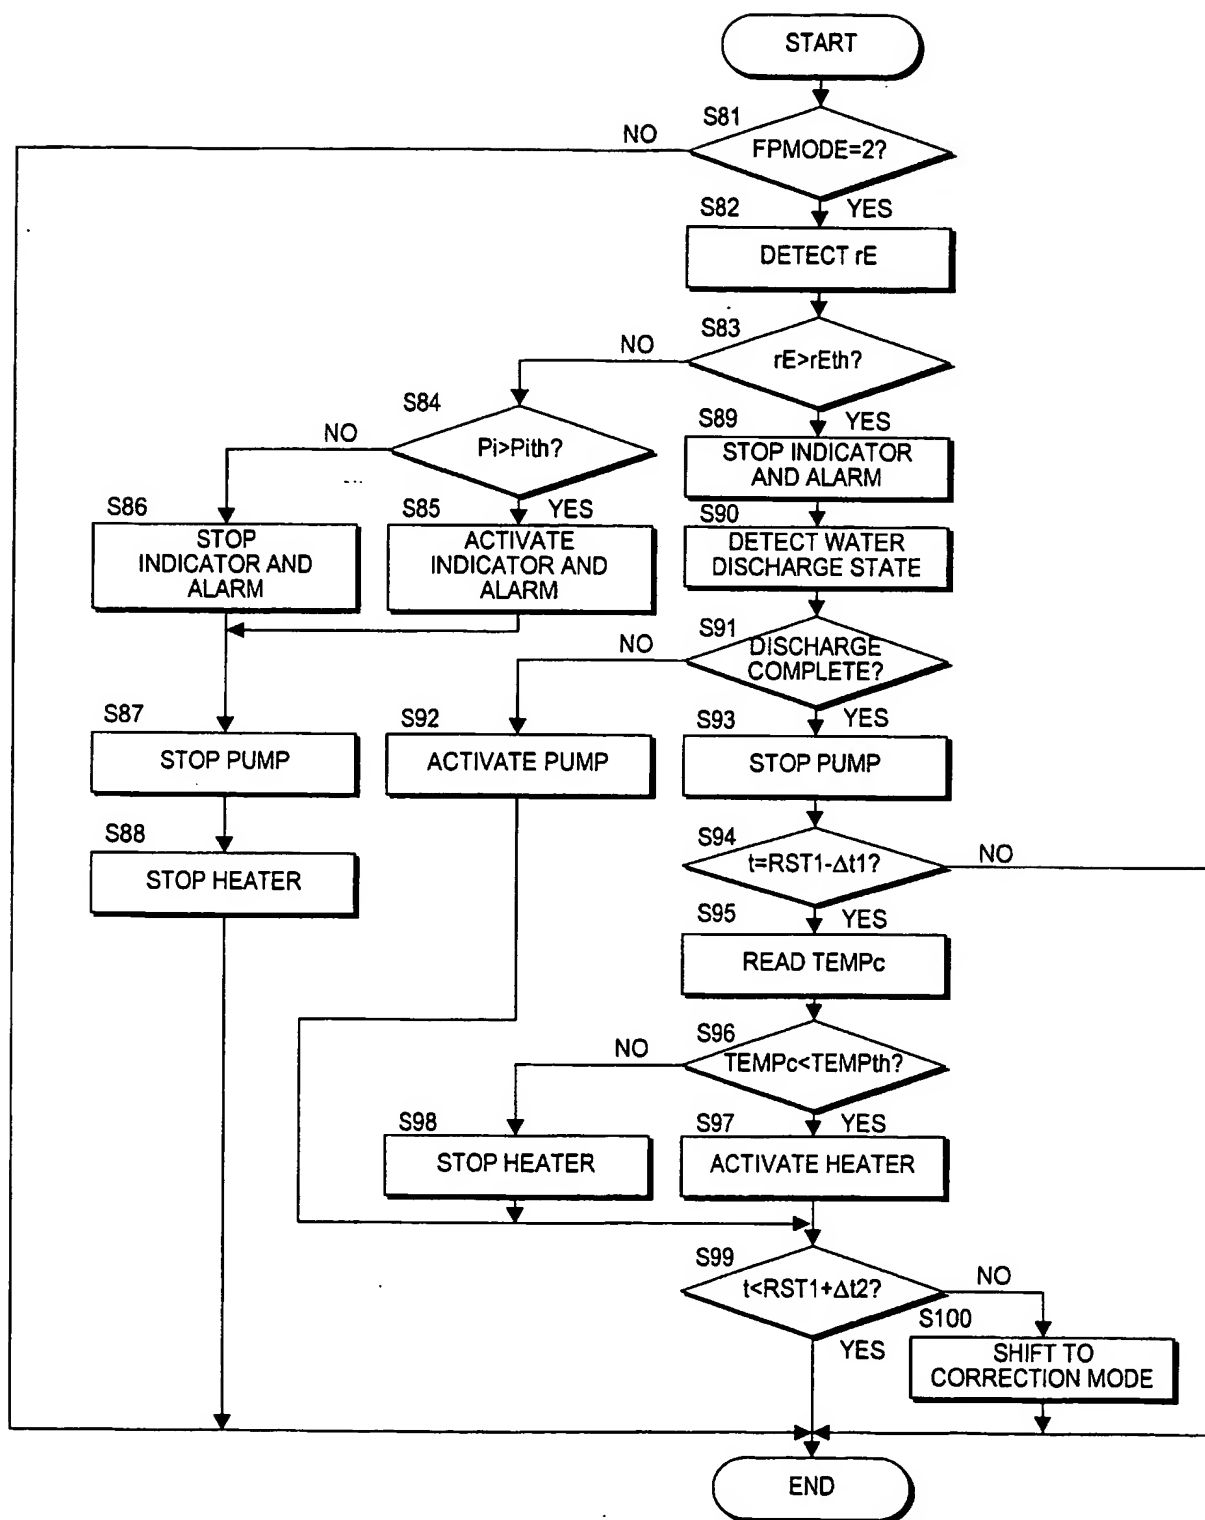 START
S81
NO
FPMODE=2?
YES
S82
DETECT rE
S83
NO
rE>rEth?
YES
S84
NO
Pi>Pith?
YES
S89
STOP INDICATOR
AND ALARM
S86
STOP
INDICATOR AND
ALARM
S85
ACTIVATE
INDICATOR AND
ALARM
S90
DETECT WATER
DISCHARGE STATE
S91
NO
DISCHARGE
COMPLETE?
YES
S87
STOP PUMP
S92
ACTIVATE PUMP
S93
STOP PUMP
S88
STOP HEATER
S94
t=RST1-Δt1?
NO
YES
S95
READ TEMPc
S96
NO
TEMPc<TEMPth?
YES
S98
STOP HEATER
S97
ACTIVATE HEATER
S99
t<RST1+Δt2?
NO
YES
S100
SHIFT TO
CORRECTION MODE
END